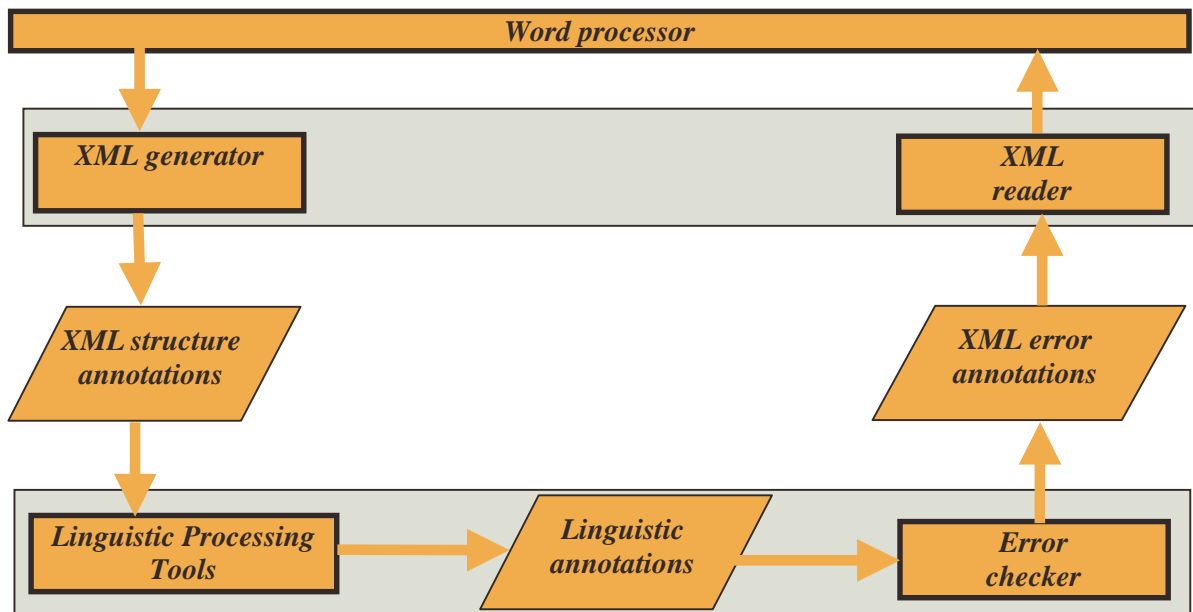 Word processor
XML generator
XML
reader
XML structure
annotations
XML error
annotations
Linguistic Processing
Tools
Linguistic
annotations
Error
checker